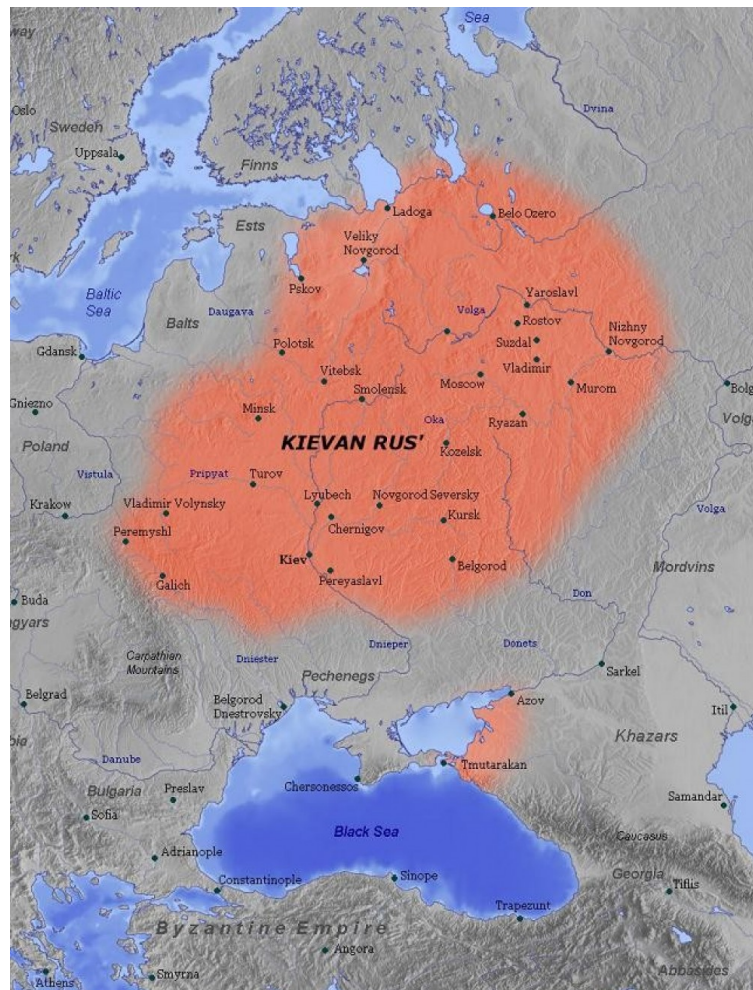 Sea
way
Dvina
Oslo
Sweden
Uppsala
Finns
Ladoga
Belo Ozero
Ests
Veliky
Novgorod
Pskov
Baltic
Sea
Yaroslavl
Daugava
Volga
Balts
Rostov
Nizhny
Novgorod
Suzdal
Polotsk
Gdansk
Vladimir
Vitebsk
Moscow
Smolensk
Murom
Bolg
Gniezno
Minsk
Oka
Ryazan
Volg
Poland
KIEVAN RUS'
Kozelsk
Vistula
Pripyat
Turov
Krakow
Vladimir Volynsky
Lyubech
Novgorod Seversky
Volga
Peremyshl
Chernigov
Kursk
Kiev
Belgorod
Mordvins
Galich
Pereyaslavl
Buda
Don
gyars
Dnieper
Donets
Carpathian
Mountains
Dniester
Pechenegs
Sarkel
Belgrad
Belgorod
Dnestrovsky
Azov
Itil
Khazars
Danube
Tmutarakan
Bulgaria
Preslav
Chersonessos
Samandar
Sofia
Black Sea
Caucasus
Adrianople
Georgia
Constantinople
Sinope
Tiflis
Trapezunt
Byzantine Empire
Angora
Abbasides
Smyrna
Athens